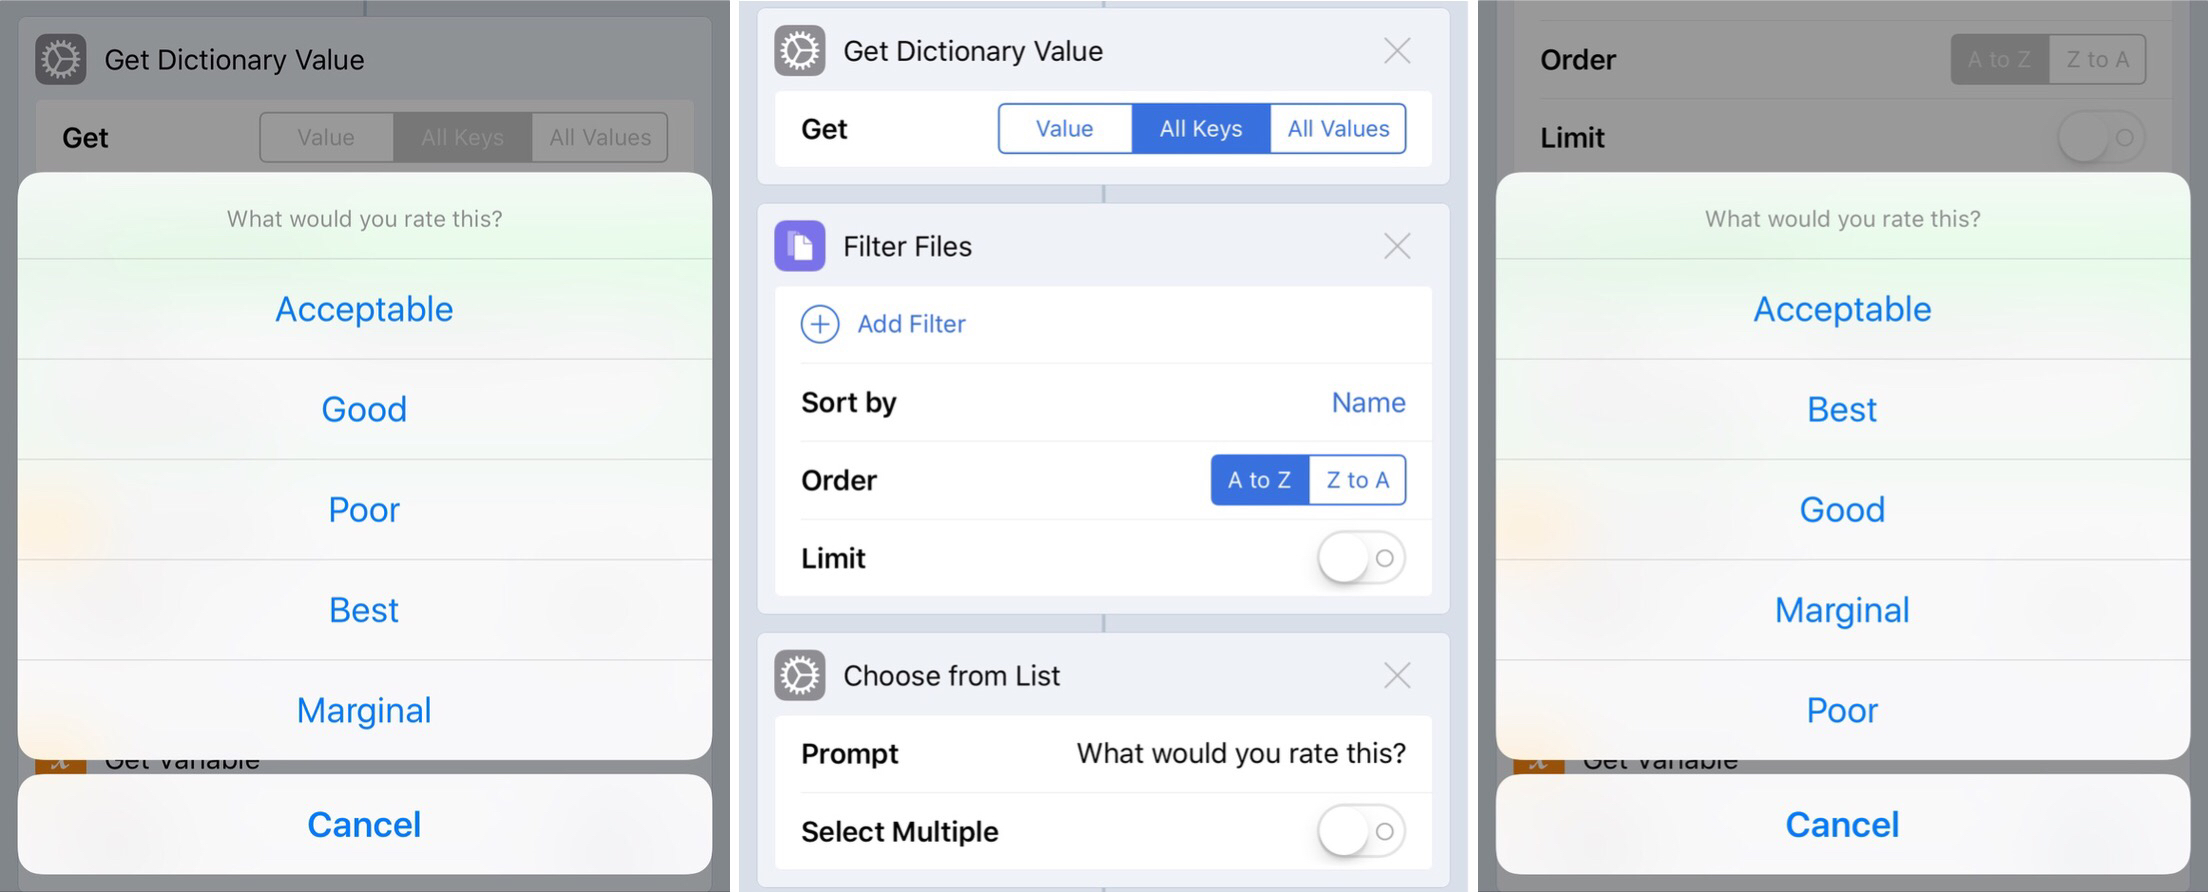 Get Dictionary Value
Get Value All Keys All Values
What would you rate this?
Acceptable
Good
Poor
Best
Marginal
Get Variable
Cancel
Get Dictionary Value
Get Value All Keys All Values
Filter Files
Add Filter
Sort by Name
Order A to Z Z to A
Limit
Choose from List
Prompt What would you rate this?
Select Multiple
Order A to Z Z to A
Limit
What would you rate this?
Acceptable
Best
Good
Marginal
Poor
Get Variable
Cancel